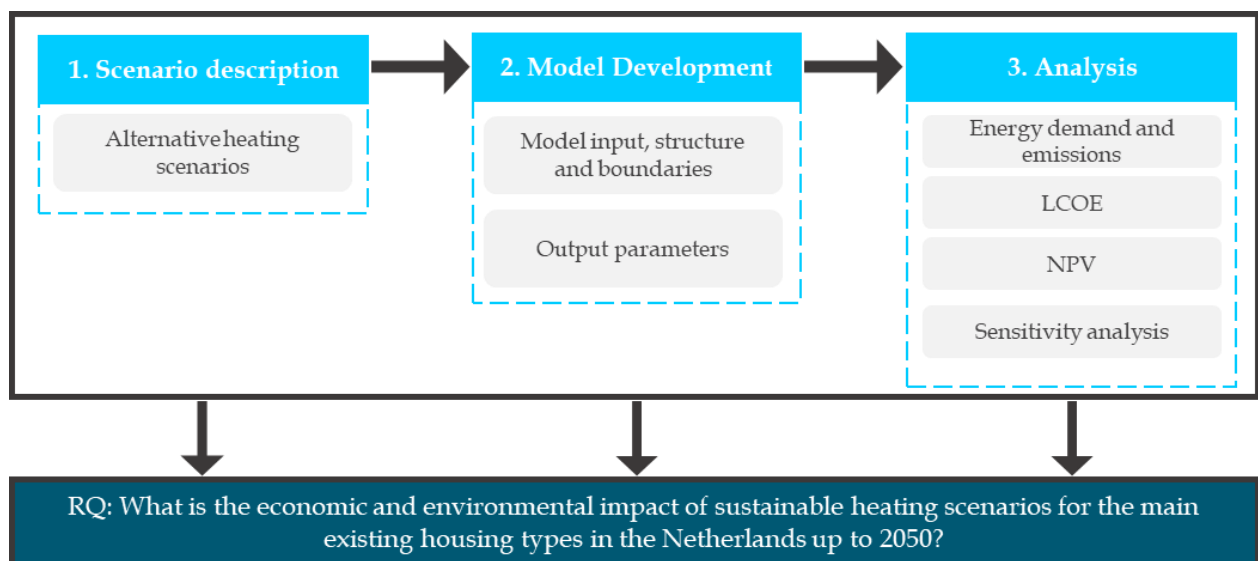 1. Scenario description
Alternative heating
scenarios
2. Model Development
Model input, structure
and boundaries
Output parameters
3. Analysis
Energy demand and
emissions
LCOE
NPV
Sensitivity analysis
RQ: What is the economic and environmental impact of sustainable heating scenarios for the main
existing housing types in the Netherlands up to 2050?